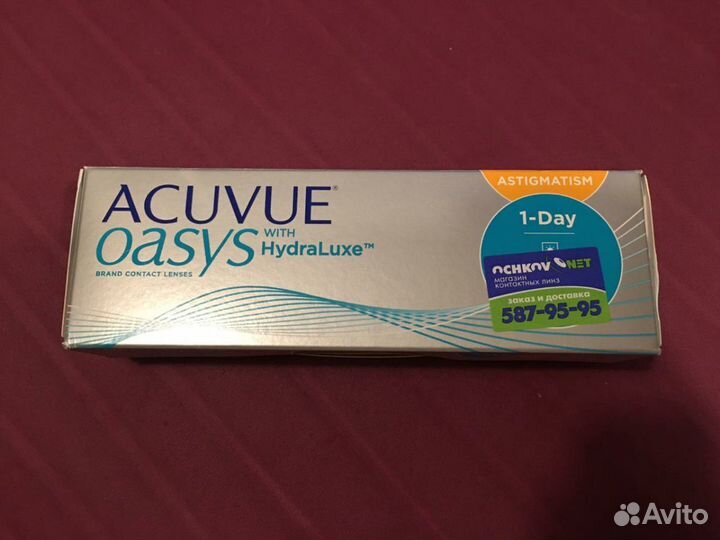 ASTIGMATISM
ACUVUE®
1-Day
oasys WITH HydraLuxe™
BRAND CONTACT LENSES
OCHKOV NET
магазин
контактных линз
заказ и доставка
587-95-95
Avito